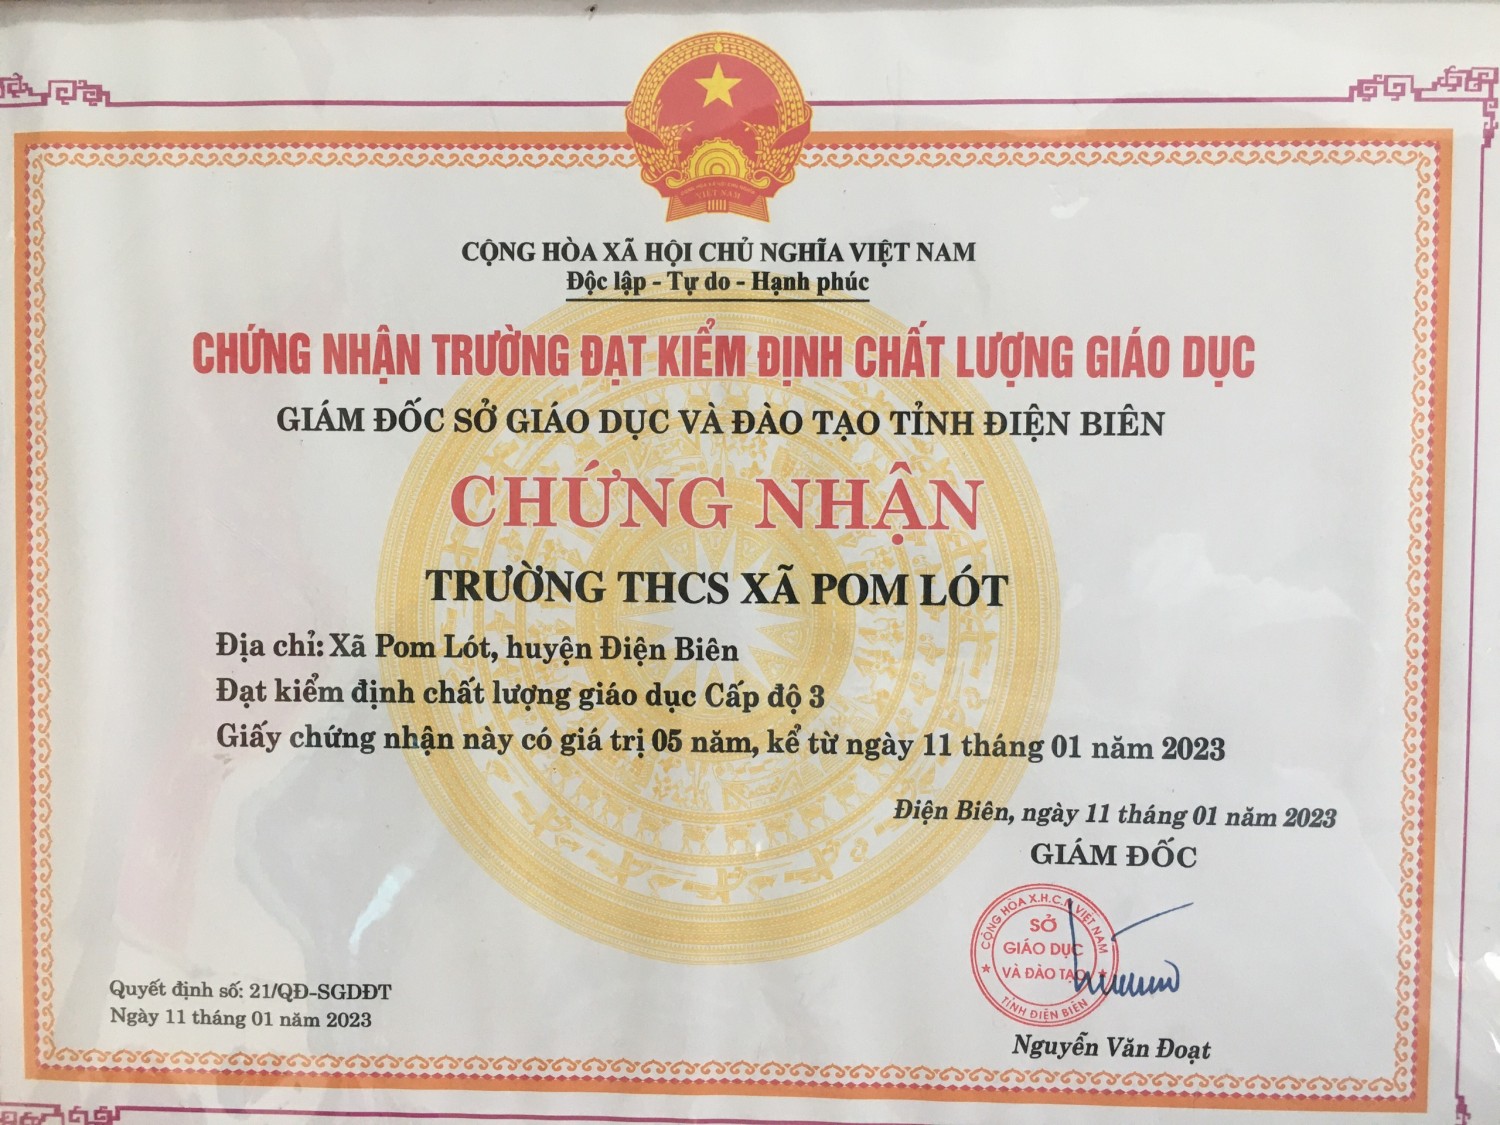 CỘNG HÒA XÃ HỘI CHỦ NGHĨA VIỆT NAM
Độc lập - Tự do - Hạnh phúc
CHỨNG NHẬN TRƯỜNG ĐẠT KIỂM ĐỊNH CHẤT LƯỢNG GIÁO DỤC
GIÁM ĐỐC SỞ GIÁO DỤC VÀ ĐÀO TẠO TỈNH ĐIỆN BIÊN
CHỨNG NHẬN
TRƯỜNG THCS XÃ POM LÓT
Địa chỉ: Xã Pom Lót, huyện Điện Biên
Đạt kiểm định chất lượng giáo dục Cấp độ 3
Giấy chứng nhận này có giá trị 05 năm, kể từ ngày 11 tháng 01 năm 2023
Điện Biên, ngày 11 tháng 01 năm 2023
GIÁM ĐỐC
CỘNG HÒA X.H.C.N VIỆT NAM
SỞ
GIÁO DỤC
VÀ ĐÀO TẠO
TỈNH ĐIỆN BIÊN
Nguyễn Văn Đoạt
Quyết định số: 21/QĐ-SGDĐT
Ngày 11 tháng 01 năm 2023